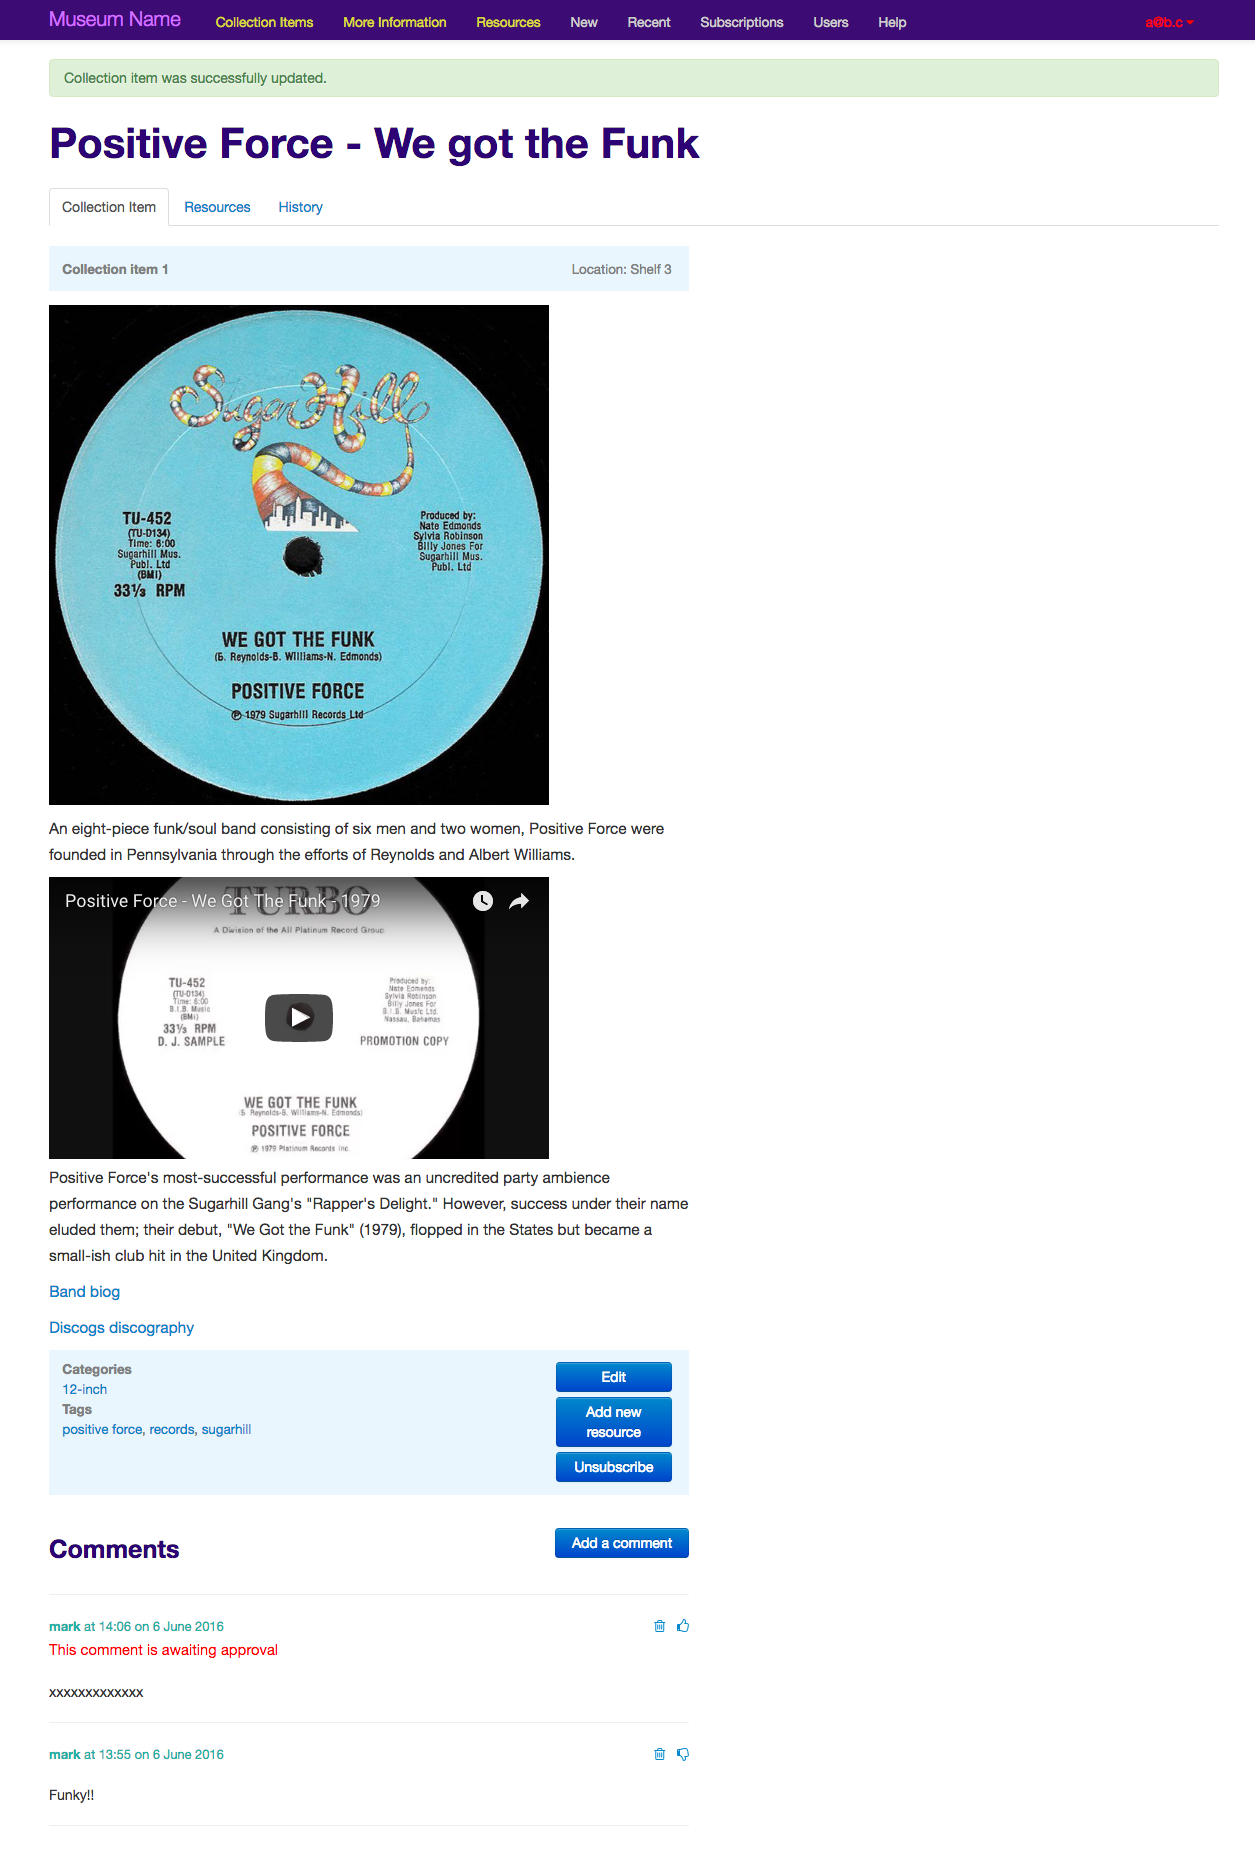 Museum Name Collection Items More Information Resources New Recent Subscriptions Users Help a@b.c
Collection item was successfully updated.
Positive Force - We got the Funk
Collection Item Resources History
Collection item 1 Location: Shelf 3
Sugar Hill
TU-452
(TU-D134)
Time: 6:00
Sugarhill Mus.
Publ. Ltd
(BMI)
33⅓ RPM
Produced by:
Nate Edmonds
Sylvia Robinson
Billy Jones For
Sugarhill Mus.
Publ. Ltd
WE GOT THE FUNK
(B. Reynolds-B. Williams-N. Edmonds)
POSITIVE FORCE
℗ 1979 Sugarhill Records Ltd
An eight-piece funk/soul band consisting of six men and two women, Positive Force were
founded in Pennsylvania through the efforts of Reynolds and Albert Williams.
Positive Force - We Got The Funk - 1979
TURBO
A Division of the All Platinum Record Group
TU-452
(TU-D134)
Time: 6:00
B.I.B. Music
(BMI)
33⅓ RPM
D. J. SAMPLE
Produced by:
Nate Edmonds
Sylvia Robinson
Billy Jones For
B.I.B. Music Ltd.
Nassau, Bahamas
PROMOTION COPY
WE GOT THE FUNK
(B. Reynolds-B. Williams-N. Edmonds)
POSITIVE FORCE
℗ 1979 Platinum Records Inc.
Positive Force's most-successful performance was an uncredited party ambience
performance on the Sugarhill Gang's "Rapper's Delight." However, success under their name
eluded them; their debut, "We Got the Funk" (1979), flopped in the States but became a
small-ish club hit in the United Kingdom.
Band biog
Discogs discography
Categories
12-inch
Tags
positive force, records, sugarhill
Edit
Add new
resource
Unsubscribe
Comments
Add a comment
mark at 14:06 on 6 June 2016
This comment is awaiting approval
xxxxxxxxxxxxx
mark at 13:55 on 6 June 2016
Funky!!